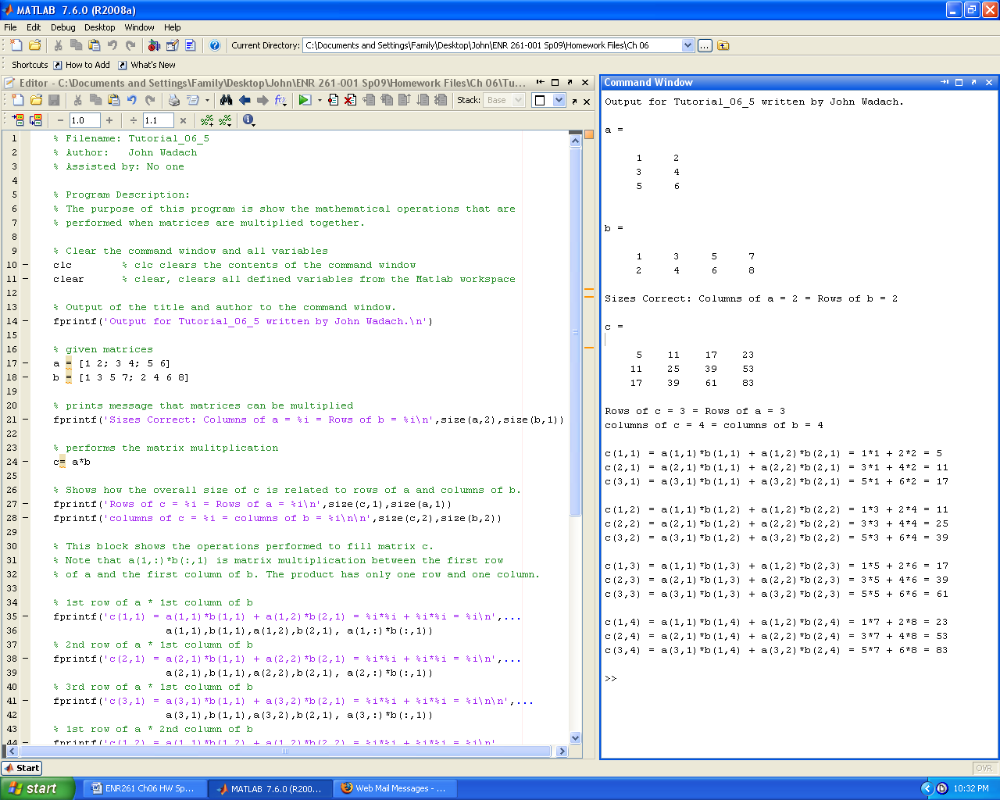 MATLAB 7.6.0 (R2008a)
File Edit Debug Desktop Window Help
Current Directory: C:\Documents and Settings\Family\Desktop\John\ENR 261-001 Sp09\Homework Files\Ch 06
Shortcuts How to Add What's New
Editor - C:\Documents and Settings\Family\Desktop\John\ENR 261-001 Sp09\Homework Files\Ch 06\Tu...
Stack: Base
1.0 1.1
1 % Filename: Tutorial_06_5
2 % Author: John Wadach
3 % Assisted by: No one
4
5 % Program Description:
6 % The purpose of this program is show the mathematical operations that are
7 % performed when matrices are multiplied together.
8
9 % Clear the command window and all variables
10 clc % clc clears the contents of the command window
11 clear % clear, clears all defined variables from the Matlab workspace
12
13 % Output of the title and author to the command window.
14 fprintf('Output for Tutorial_06_5 written by John Wadach.\n')
15
16 % given matrices
17 a = [1 2; 3 4; 5 6]
18 b = [1 3 5 7; 2 4 6 8]
19
20 % prints message that matrices can be multiplied
21 fprintf('Sizes Correct: Columns of a = %i = Rows of b = %i\n',size(a,2),size(b,1))
22
23 % performs the matrix mulitplication
24 c= a*b
25
26 % Shows how the overall size of c is related to rows of a and columns of b.
27 fprintf('Rows of c = %i = Rows of a = %i\n',size(c,1),size(a,1))
28 fprintf('columns of c = %i = columns of b = %i\n\n',size(c,2),size(b,2))
29
30 % This block shows the operations performed to fill matrix c.
31 % Note that a(1,:)*b(:,1) is matrix multiplication between the first row
32 % of a and the first column of b. The product has only one row and one column.
33
34 % 1st row of a * 1st column of b
35 fprintf('c(1,1) = a(1,1)*b(1,1) + a(1,2)*b(2,1) = %i*%i + %i*%i = %i\n',...
36 a(1,1),b(1,1),a(1,2),b(2,1), a(1,:)*b(:,1))
37 % 2nd row of a * 1st column of b
38 fprintf('c(2,1) = a(2,1)*b(1,1) + a(2,2)*b(2,1) = %i*%i + %i*%i = %i\n',...
39 a(2,1),b(1,1),a(2,2),b(2,1), a(2,:)*b(:,1))
40 % 3rd row of a * 1st column of b
41 fprintf('c(3,1) = a(3,1)*b(1,1) + a(3,2)*b(2,1) = %i*%i + %i*%i = %i\n\n',...
42 a(3,1),b(1,1),a(3,2),b(2,1), a(3,:)*b(:,1))
43 % 1st row of a * 2nd column of b
44 fprintf('c(1,2) = a(1,1)*b(1,2) + a(1,2)*b(2,2) = %i*%i + %i*%i = %i\n'
Command Window
Output for Tutorial_06_5 written by John Wadach.
a =
1 2
3 4
5 6
b =
1 3 5 7
2 4 6 8
Sizes Correct: Columns of a = 2 = Rows of b = 2
c =
5 11 17 23
11 25 39 53
17 39 61 83
Rows of c = 3 = Rows of a = 3
columns of c = 4 = columns of b = 4
c(1,1) = a(1,1)*b(1,1) + a(1,2)*b(2,1) = 1*1 + 2*2 = 5
c(2,1) = a(2,1)*b(1,1) + a(2,2)*b(2,1) = 3*1 + 4*2 = 11
c(3,1) = a(3,1)*b(1,1) + a(3,2)*b(2,1) = 5*1 + 6*2 = 17
c(1,2) = a(1,1)*b(1,2) + a(1,2)*b(2,2) = 1*3 + 2*4 = 11
c(2,2) = a(2,1)*b(1,2) + a(2,2)*b(2,2) = 3*3 + 4*4 = 25
c(3,2) = a(3,1)*b(1,2) + a(3,2)*b(2,2) = 5*3 + 6*4 = 39
c(1,3) = a(1,1)*b(1,3) + a(1,2)*b(2,3) = 1*5 + 2*6 = 17
c(2,3) = a(2,1)*b(1,3) + a(2,2)*b(2,3) = 3*5 + 4*6 = 39
c(3,3) = a(3,1)*b(1,3) + a(3,2)*b(2,3) = 5*5 + 6*6 = 61
c(1,4) = a(1,1)*b(1,4) + a(1,2)*b(2,4) = 1*7 + 2*8 = 23
c(2,4) = a(2,1)*b(1,4) + a(2,2)*b(2,4) = 3*7 + 4*8 = 53
c(3,4) = a(3,1)*b(1,4) + a(3,2)*b(2,4) = 5*7 + 6*8 = 83
>>
Start OVR
start ENR261 Ch06 HW Sp... MATLAB 7.6.0 (R200... Web Mail Messages - ... 10:32 PM